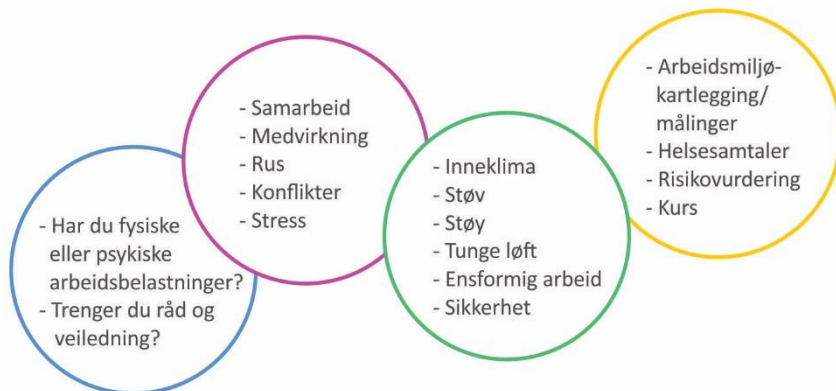 - Har du fysiske
eller psykiske
arbeidsbelastninger?
- Trenger du råd og
veiledning?
- Samarbeid
- Medvirkning
- Rus
- Konflikter
- Stress
- Inneklima
- Støv
- Støy
- Tunge løft
- Ensformig arbeid
- Sikkerhet
- Arbeidsmiljø-
kartlegging/
målinger
- Helsesamtaler
- Risikovurdering
- Kurs